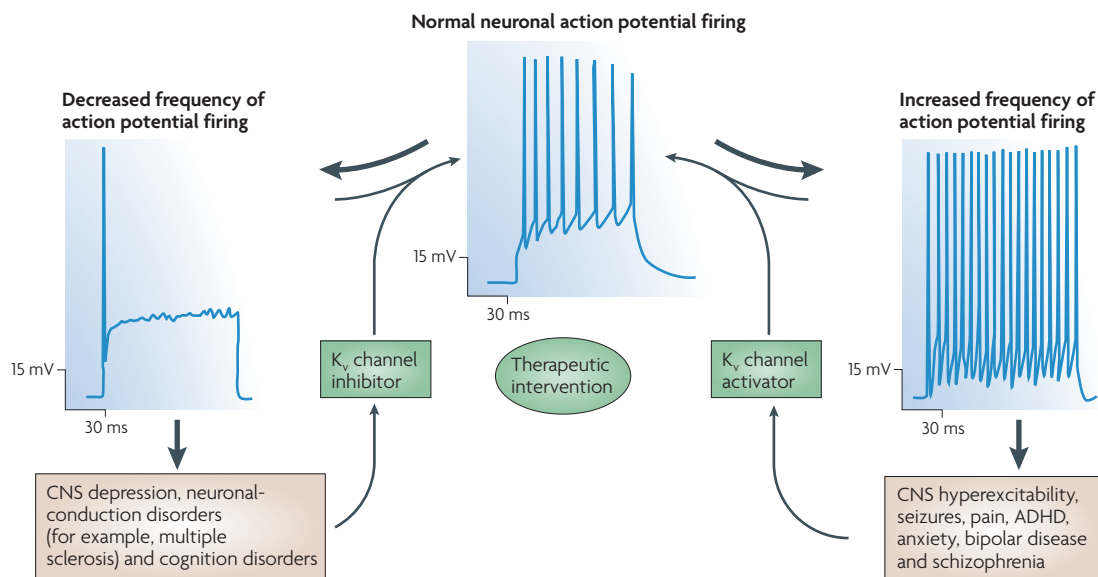 Normal neuronal action potential firing
Decreased frequency of
action potential firing
Increased frequency of
action potential firing
15 mV
30 ms
15 mV
30 ms
15 mV
30 ms
Kᵥ channel
inhibitor
Therapeutic
intervention
Kᵥ channel
activator
CNS depression, neuronal-
conduction disorders
(for example, multiple
sclerosis) and cognition disorders
CNS hyperexcitability,
seizures, pain, ADHD,
anxiety, bipolar disease
and schizophrenia